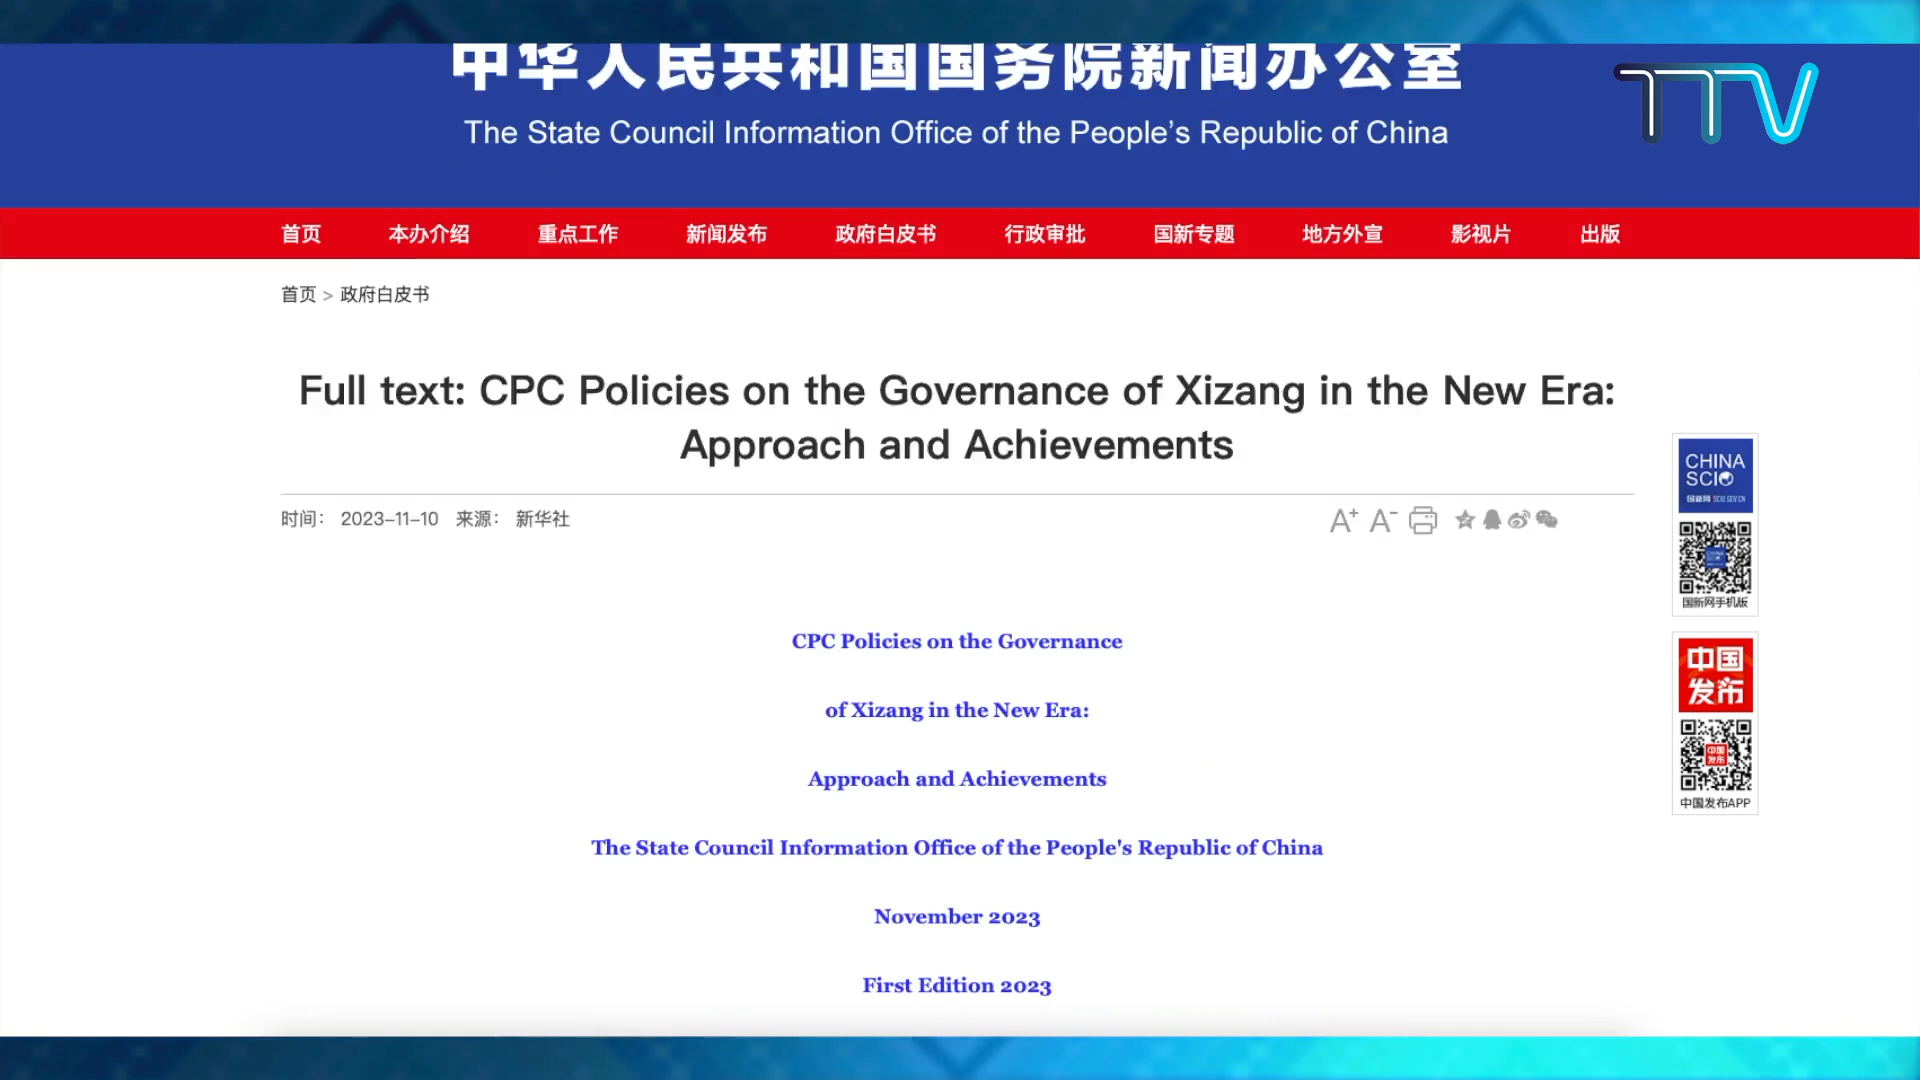 中华人民共和国国务院新闻办公室
The State Council Information Office of the People’s Republic of China
TTV
首页 本办介绍 重点工作 新闻发布 政府白皮书 行政审批 国新专题 地方外宣 影视片 出版
首页 > 政府白皮书
Full text: CPC Policies on the Governance of Xizang in the New Era:
Approach and Achievements
时间： 2023-11-10 来源： 新华社
A+ A-
CHINA
SCIO
国新网 SCIO.GOV.CN
国新网手机版
中国
发布
中国发布APP
CPC Policies on the Governance
of Xizang in the New Era:
Approach and Achievements
The State Council Information Office of the People's Republic of China
November 2023
First Edition 2023